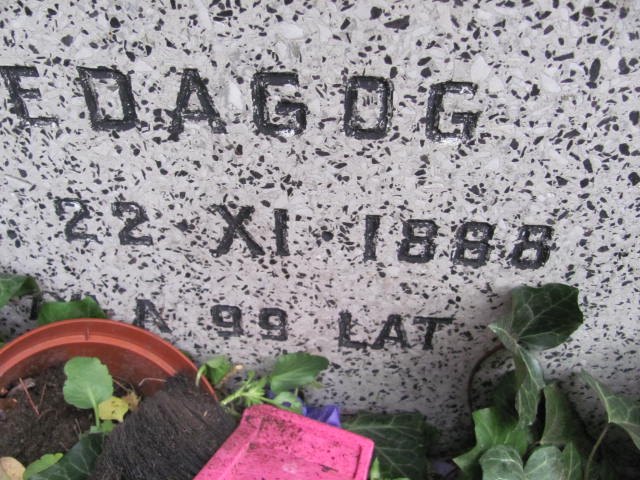 EDAGOG
22 · XI · 1888
A 99 LAT